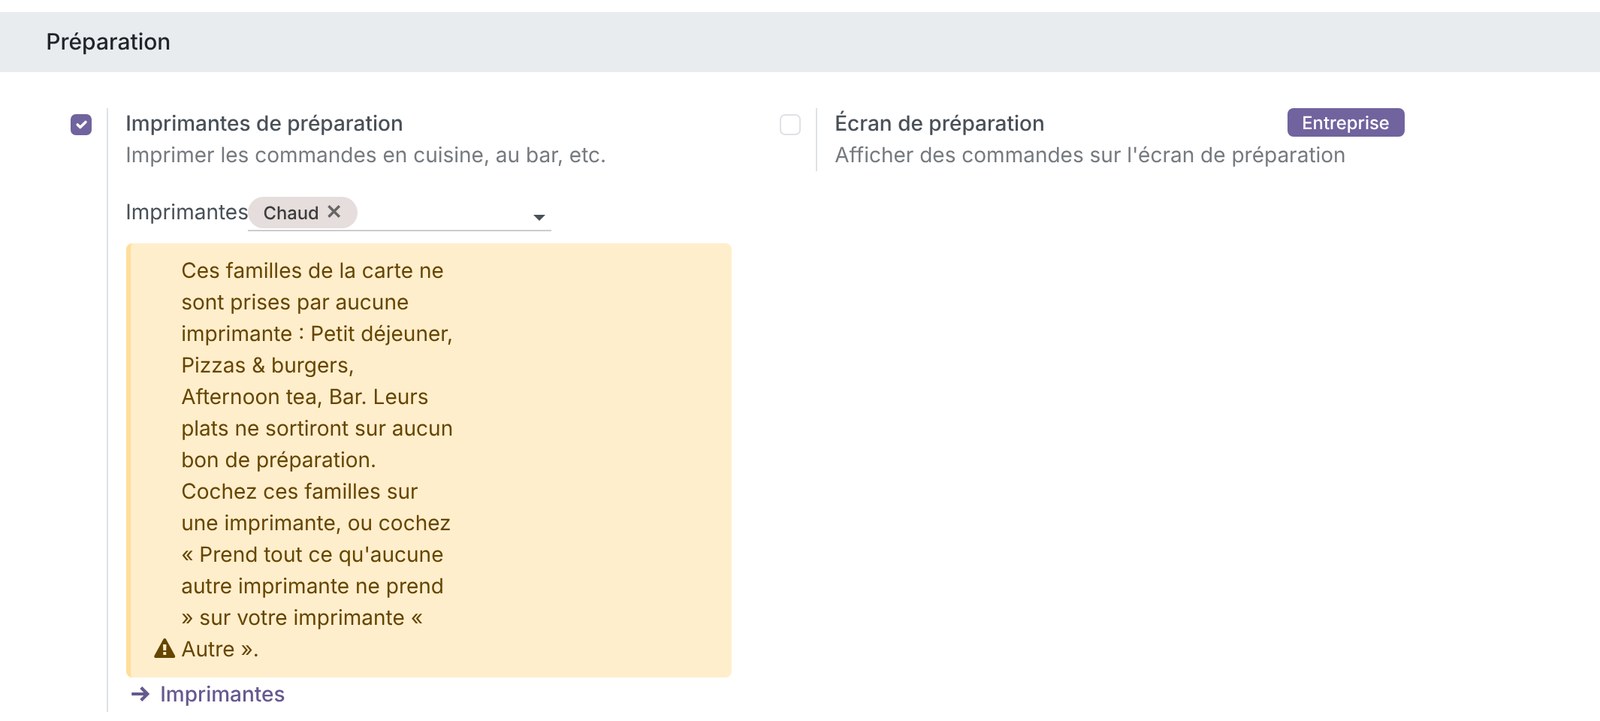 Préparation
Imprimantes de préparation
Imprimer les commandes en cuisine, au bar, etc.
Imprimantes Chaud ✕
Ces familles de la carte ne
sont prises par aucune
imprimante : Petit déjeuner,
Pizzas & burgers,
Afternoon tea, Bar. Leurs
plats ne sortiront sur aucun
bon de préparation.
Cochez ces familles sur
une imprimante, ou cochez
« Prend tout ce qu'aucune
autre imprimante ne prend
» sur votre imprimante «
Autre ».
→ Imprimantes
Écran de préparation Entreprise
Afficher des commandes sur l'écran de préparation